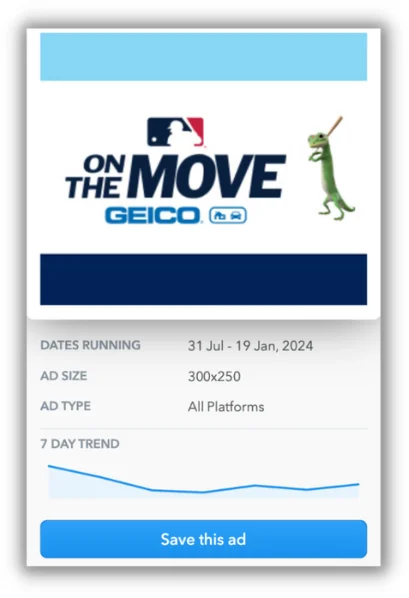 ON
THE MOVE
GEICO
DATES RUNNING 31 Jul - 19 Jan, 2024
AD SIZE 300x250
AD TYPE All Platforms
7 DAY TREND
Save this ad